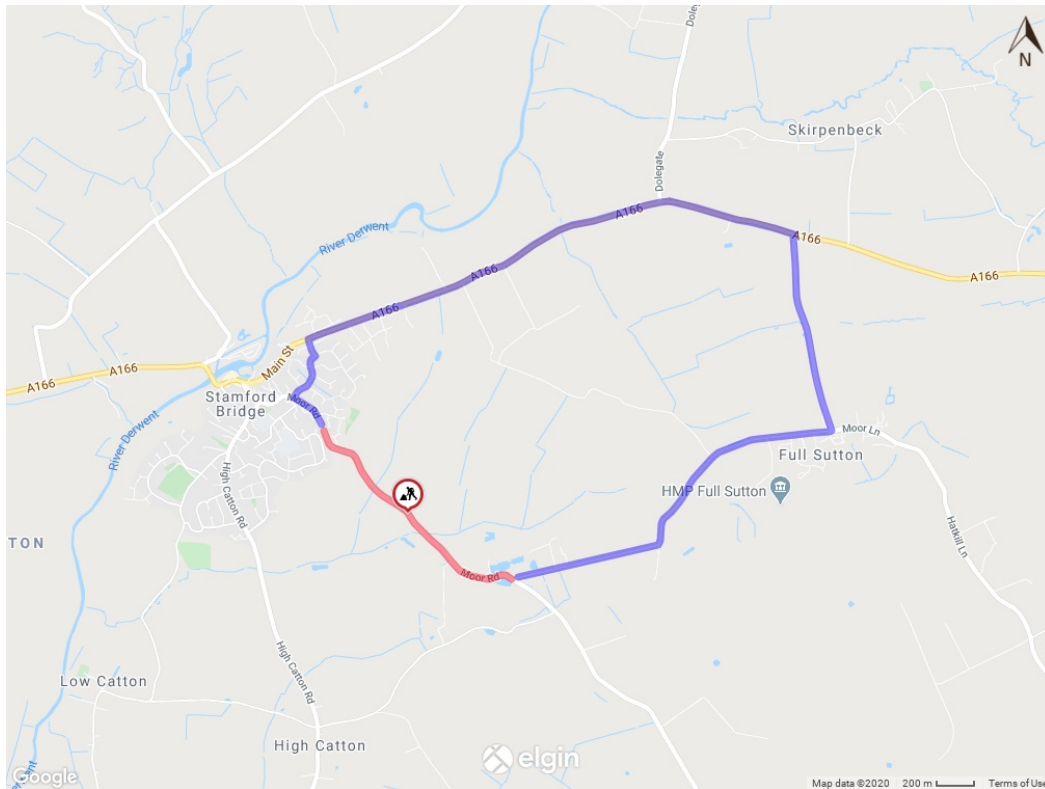 Dolegate
N
Skirpenbeck
Dolegate
A166
A166
River Derwent
A166
A166
A166
Main St
A166
A166
Stamford
Bridge
Moor Rd
River Derwent
Moor Ln
Full Sutton
High Catton Rd
HMP Full Sutton
TON
Hatkill Ln
Moor Rd
High Catton Rd
Low Catton
High Catton
elgin
Google
Map data ©2020
200 m
Terms of Use